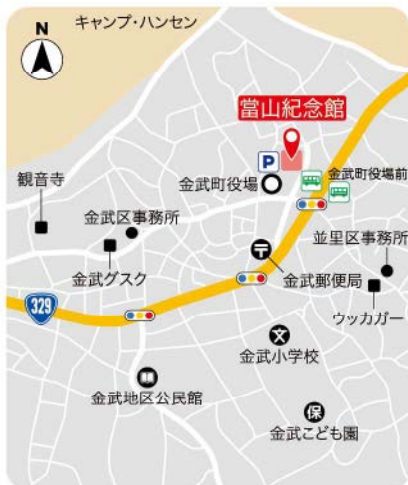 キャンプ・ハンセン
N
當山紀念館
P
金武町役場
金武町役場前
観音寺
金武区事務所
並里区事務所
金武グスク
〒
金武郵便局
329
ウッカガー
文
金武小学校
金武地区公民館
保
金武こども園